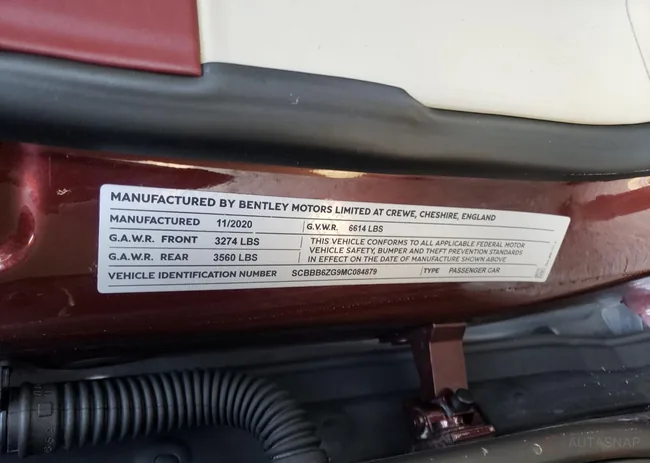 MANUFACTURED BY BENTLEY MOTORS LIMITED AT CREWE, CHESHIRE, ENGLAND
MANUFACTURED 11/2020 G.V.W.R. 6614 LBS
G.A.W.R. FRONT 3274 LBS
G.A.W.R. REAR 3560 LBS
THIS VEHICLE CONFORMS TO ALL APPLICABLE FEDERAL MOTOR
VEHICLE SAFETY, BUMPER AND THEFT PREVENTION STANDARDS
IN EFFECT ON THE DATE OF MANUFACTURE SHOWN ABOVE
VEHICLE IDENTIFICATION NUMBER SCBBB6ZG9MC084879 TYPE PASSENGER CAR
AUTASNAP